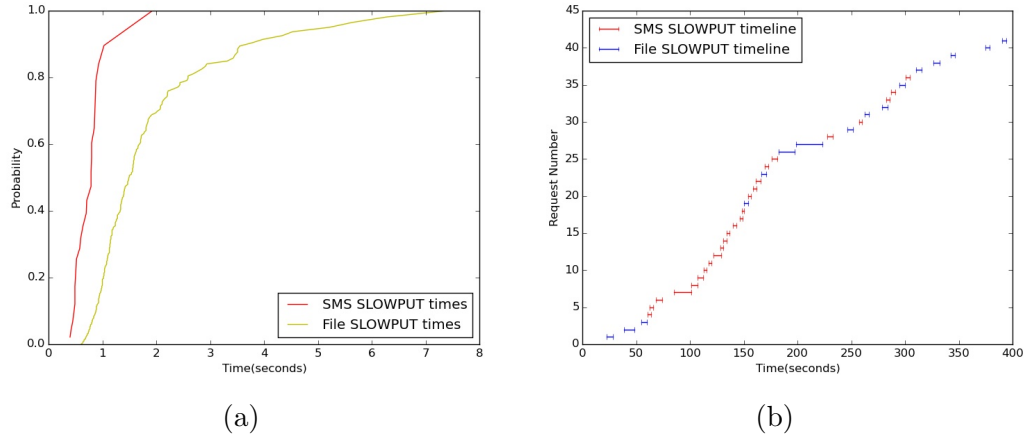 1.0
0.8
0.6
0.4
0.2
0.0
Probability
0 1 2 3 4 5 6 7 8
Time(seconds)
SMS SLOWPUT times
File SLOWPUT times
(a)
45
40
35
30
25
20
15
10
5
0
Request Number
0 50 100 150 200 250 300 350 400
Time(seconds)
SMS SLOWPUT timeline
File SLOWPUT timeline
(b)